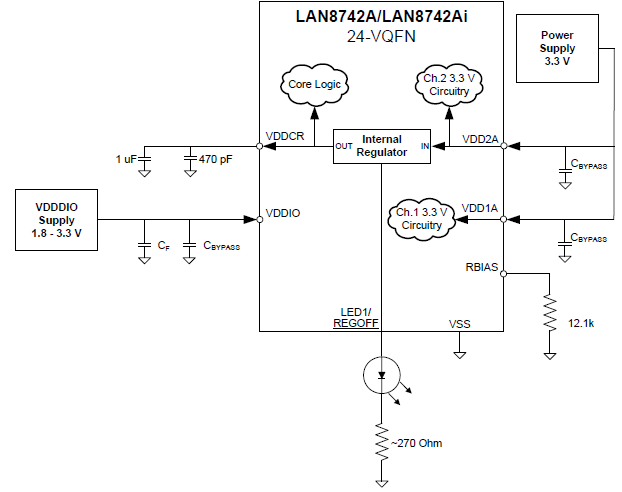 LAN8742A/LAN8742Ai
24-VQFN
Power
Supply
3.3 V
Core Logic
Ch.2 3.3 V
Circuitry
VDDCR
OUT
Internal
Regulator
IN
VDD2A
1 uF
470 pF
CBYPASS
VDDDIO
Supply
1.8 - 3.3 V
VDDIO
Ch.1 3.3 V
Circuitry
VDD1A
CF
CBYPASS
CBYPASS
RBIAS
LED1/
REGOFF
VSS
12.1k
~270 Ohm